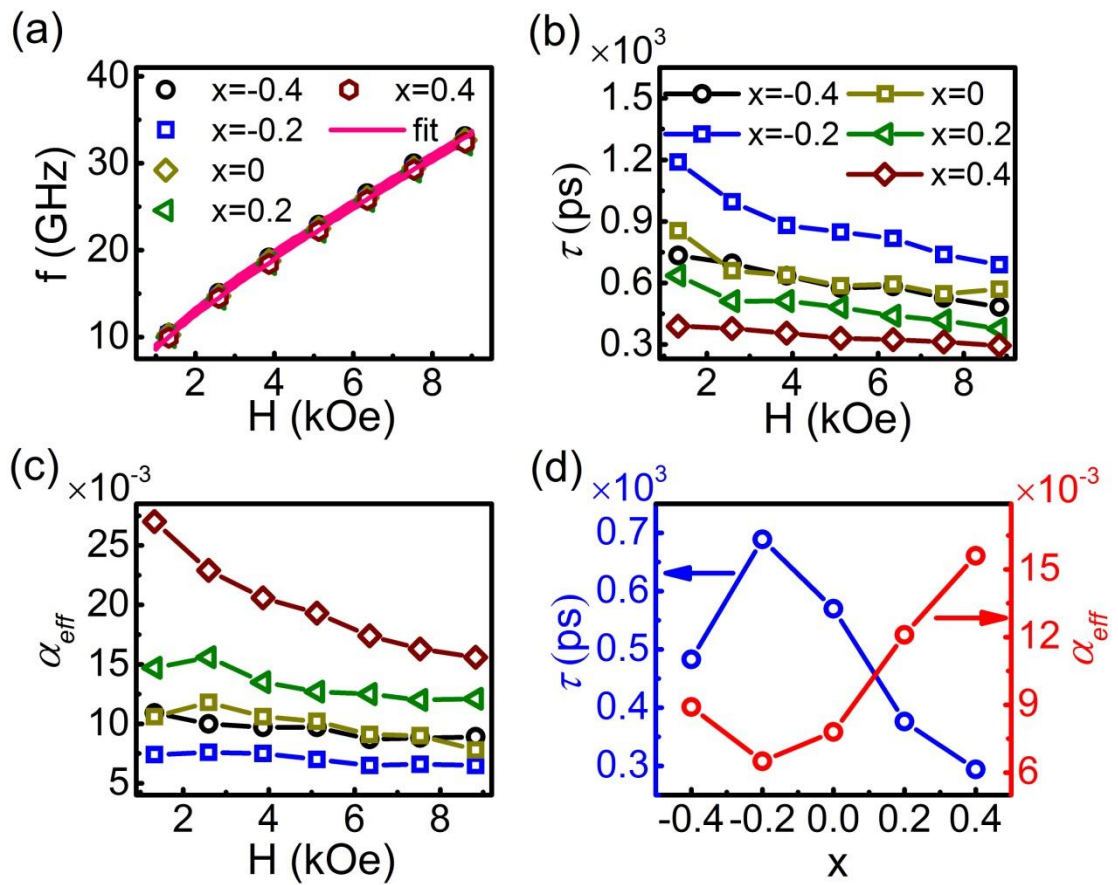 (a)
40
30
20
10
f (GHz)
x=-0.4
x=0.4
x=-0.2
fit
x=0
x=0.2
2 4 6 8
H (kOe)
(b)
×10³
1.5
1.2
0.9
0.6
0.3
τ (ps)
x=-0.4
x=0
x=-0.2
x=0.2
x=0.4
2 4 6 8
H (kOe)
(c)
×10⁻³
25
20
15
10
5
α_eff
2 4 6 8
H (kOe)
(d)
×10³
×10⁻³
0.7
0.6
0.5
0.4
0.3
τ (ps)
15
12
9
6
α_eff
-0.4 -0.2 0.0 0.2 0.4
x